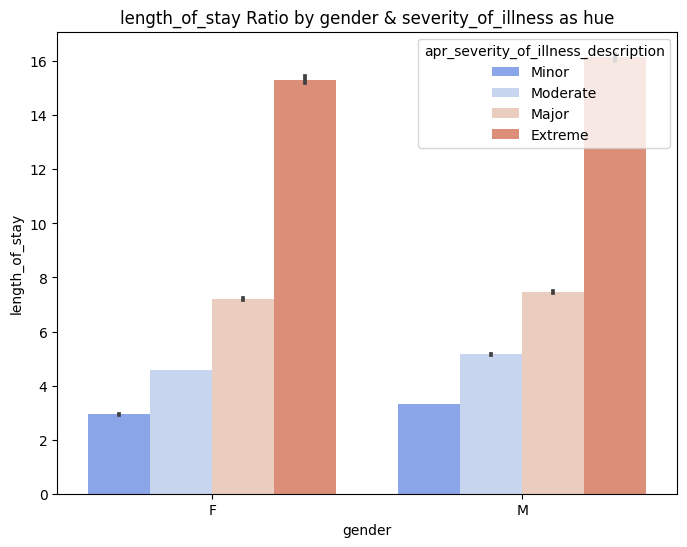 length_of_stay Ratio by gender & severity_of_illness as hue
apr_severity_of_illness_description
Minor
Moderate
Major
Extreme
length_of_stay
16
14
12
10
8
6
4
2
0
F
M
gender